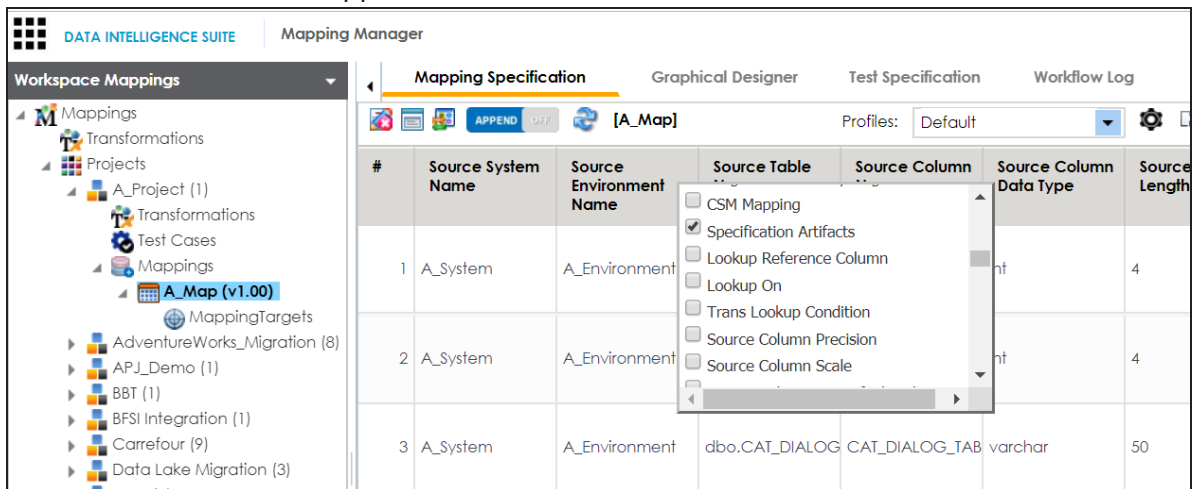 DATA INTELLIGENCE SUITE Mapping Manager
Workspace Mappings
Mappings
Transformations
Projects
A_Project (1)
Transformations
Test Cases
Mappings
A_Map (v1.00)
MappingTargets
AdventureWorks_Migration (8)
APJ_Demo (1)
BBT (1)
BFSI Integration (1)
Carrefour (9)
Data Lake Migration (3)
Mapping Specification Graphical Designer Test Specification Workflow Log
APPEND OFF [A_Map] Profiles: Default
# Source System Name Source Environment Name Source Table Source Column Source Column Data Type Source Length
1 A_System A_Environment 4
2 A_System A_Environment 4
3 A_System A_Environment dbo.CAT_DIALOG CAT_DIALOG_TAB varchar 50
CSM Mapping
Specification Artifacts
Lookup Reference Column
Lookup On
Trans Lookup Condition
Source Column Precision
Source Column Scale